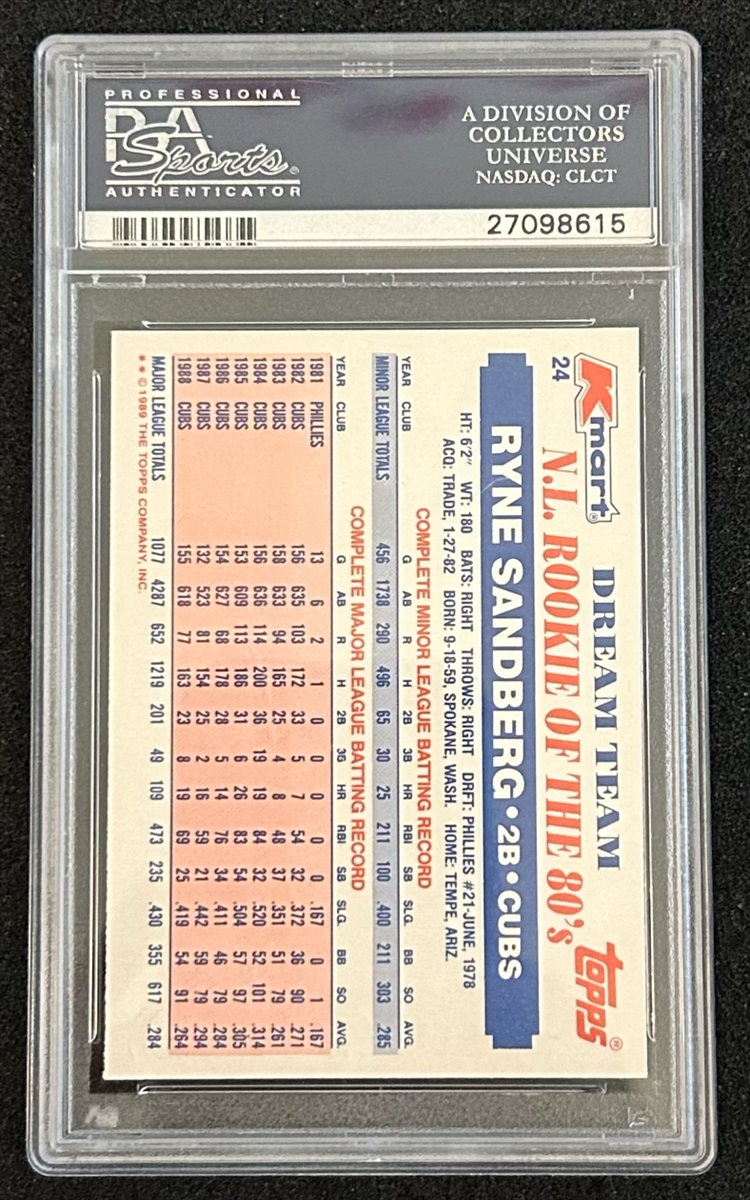 PROFESSIONAL
PSA
Sports®
AUTHENTICATOR
A DIVISION OF
COLLECTORS
UNIVERSE
NASDAQ: CLCT
27098615
Kmart® DREAM TEAM topps®
24 N.L. ROOKIE OF THE 80's
RYNE SANDBERG • 2B • CUBS
HT: 6'2" WT: 180 BATS: RIGHT THROWS: RIGHT DRFT: PHILLIES #21-JUNE, 1978
ACQ: TRADE, 1-27-82 BORN: 9-18-59, SPOKANE, WASH. HOME: TEMPE, ARIZ.
COMPLETE MINOR LEAGUE BATTING RECORD
YEAR CLUB G AB R H 2B 3B HR RBI SB SLG. BB SO AVG.
MINOR LEAGUE TOTALS 456 1738 290 496 65 30 25 211 100 .400 211 303 .285
COMPLETE MAJOR LEAGUE BATTING RECORD
YEAR CLUB G AB R H 2B 3B HR RBI SB SLG. BB SO AVG.
1981 PHILLIES 13 6 2 1 0 0 0 0 0 .167 0 1 .167
1982 CUBS 156 635 103 172 33 5 7 54 32 .372 36 90 .271
1983 CUBS 158 633 94 165 25 4 8 48 37 .351 51 79 .261
1984 CUBS 156 636 114 200 36 19 19 84 32 .520 52 101 .314
1985 CUBS 153 609 113 186 31 6 26 83 54 .504 57 97 .305
1986 CUBS 154 627 68 178 28 5 14 76 34 .411 46 79 .284
1987 CUBS 132 523 81 154 25 2 16 59 21 .442 59 79 .294
1988 CUBS 155 618 77 163 23 8 19 69 25 .419 54 91 .264
MAJOR LEAGUE TOTALS 1077 4287 652 1219 201 49 109 473 235 .430 355 617 .284
* * © 1989 THE TOPPS COMPANY, INC.